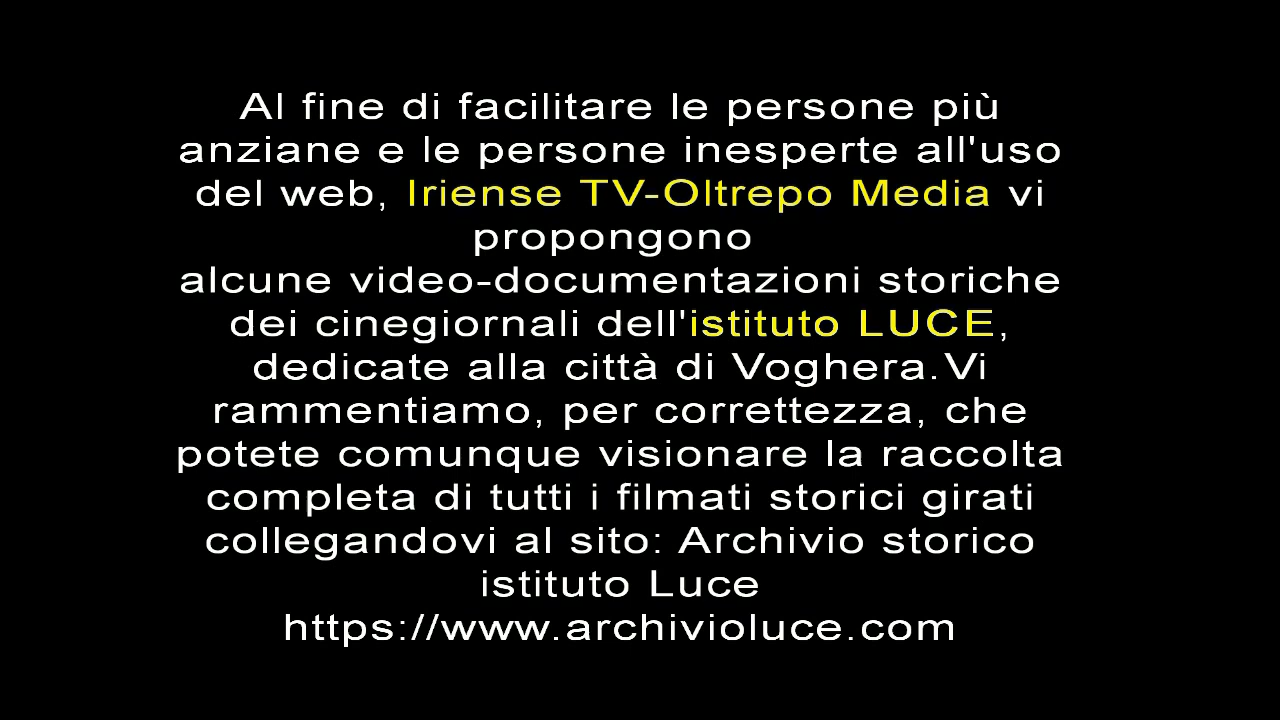 Al fine di facilitare le persone più
anziane e le persone inesperte all'uso
del web, Iriense TV-Oltrepo Media vi
propongono
alcune video-documentazioni storiche
dei cinegiornali dell'istituto LUCE,
dedicate alla città di Voghera.Vi
rammentiamo, per correttezza, che
potete comunque visionare la raccolta
completa di tutti i filmati storici girati
collegandovi al sito: Archivio storico
istituto Luce
https://www.archivioluce.com